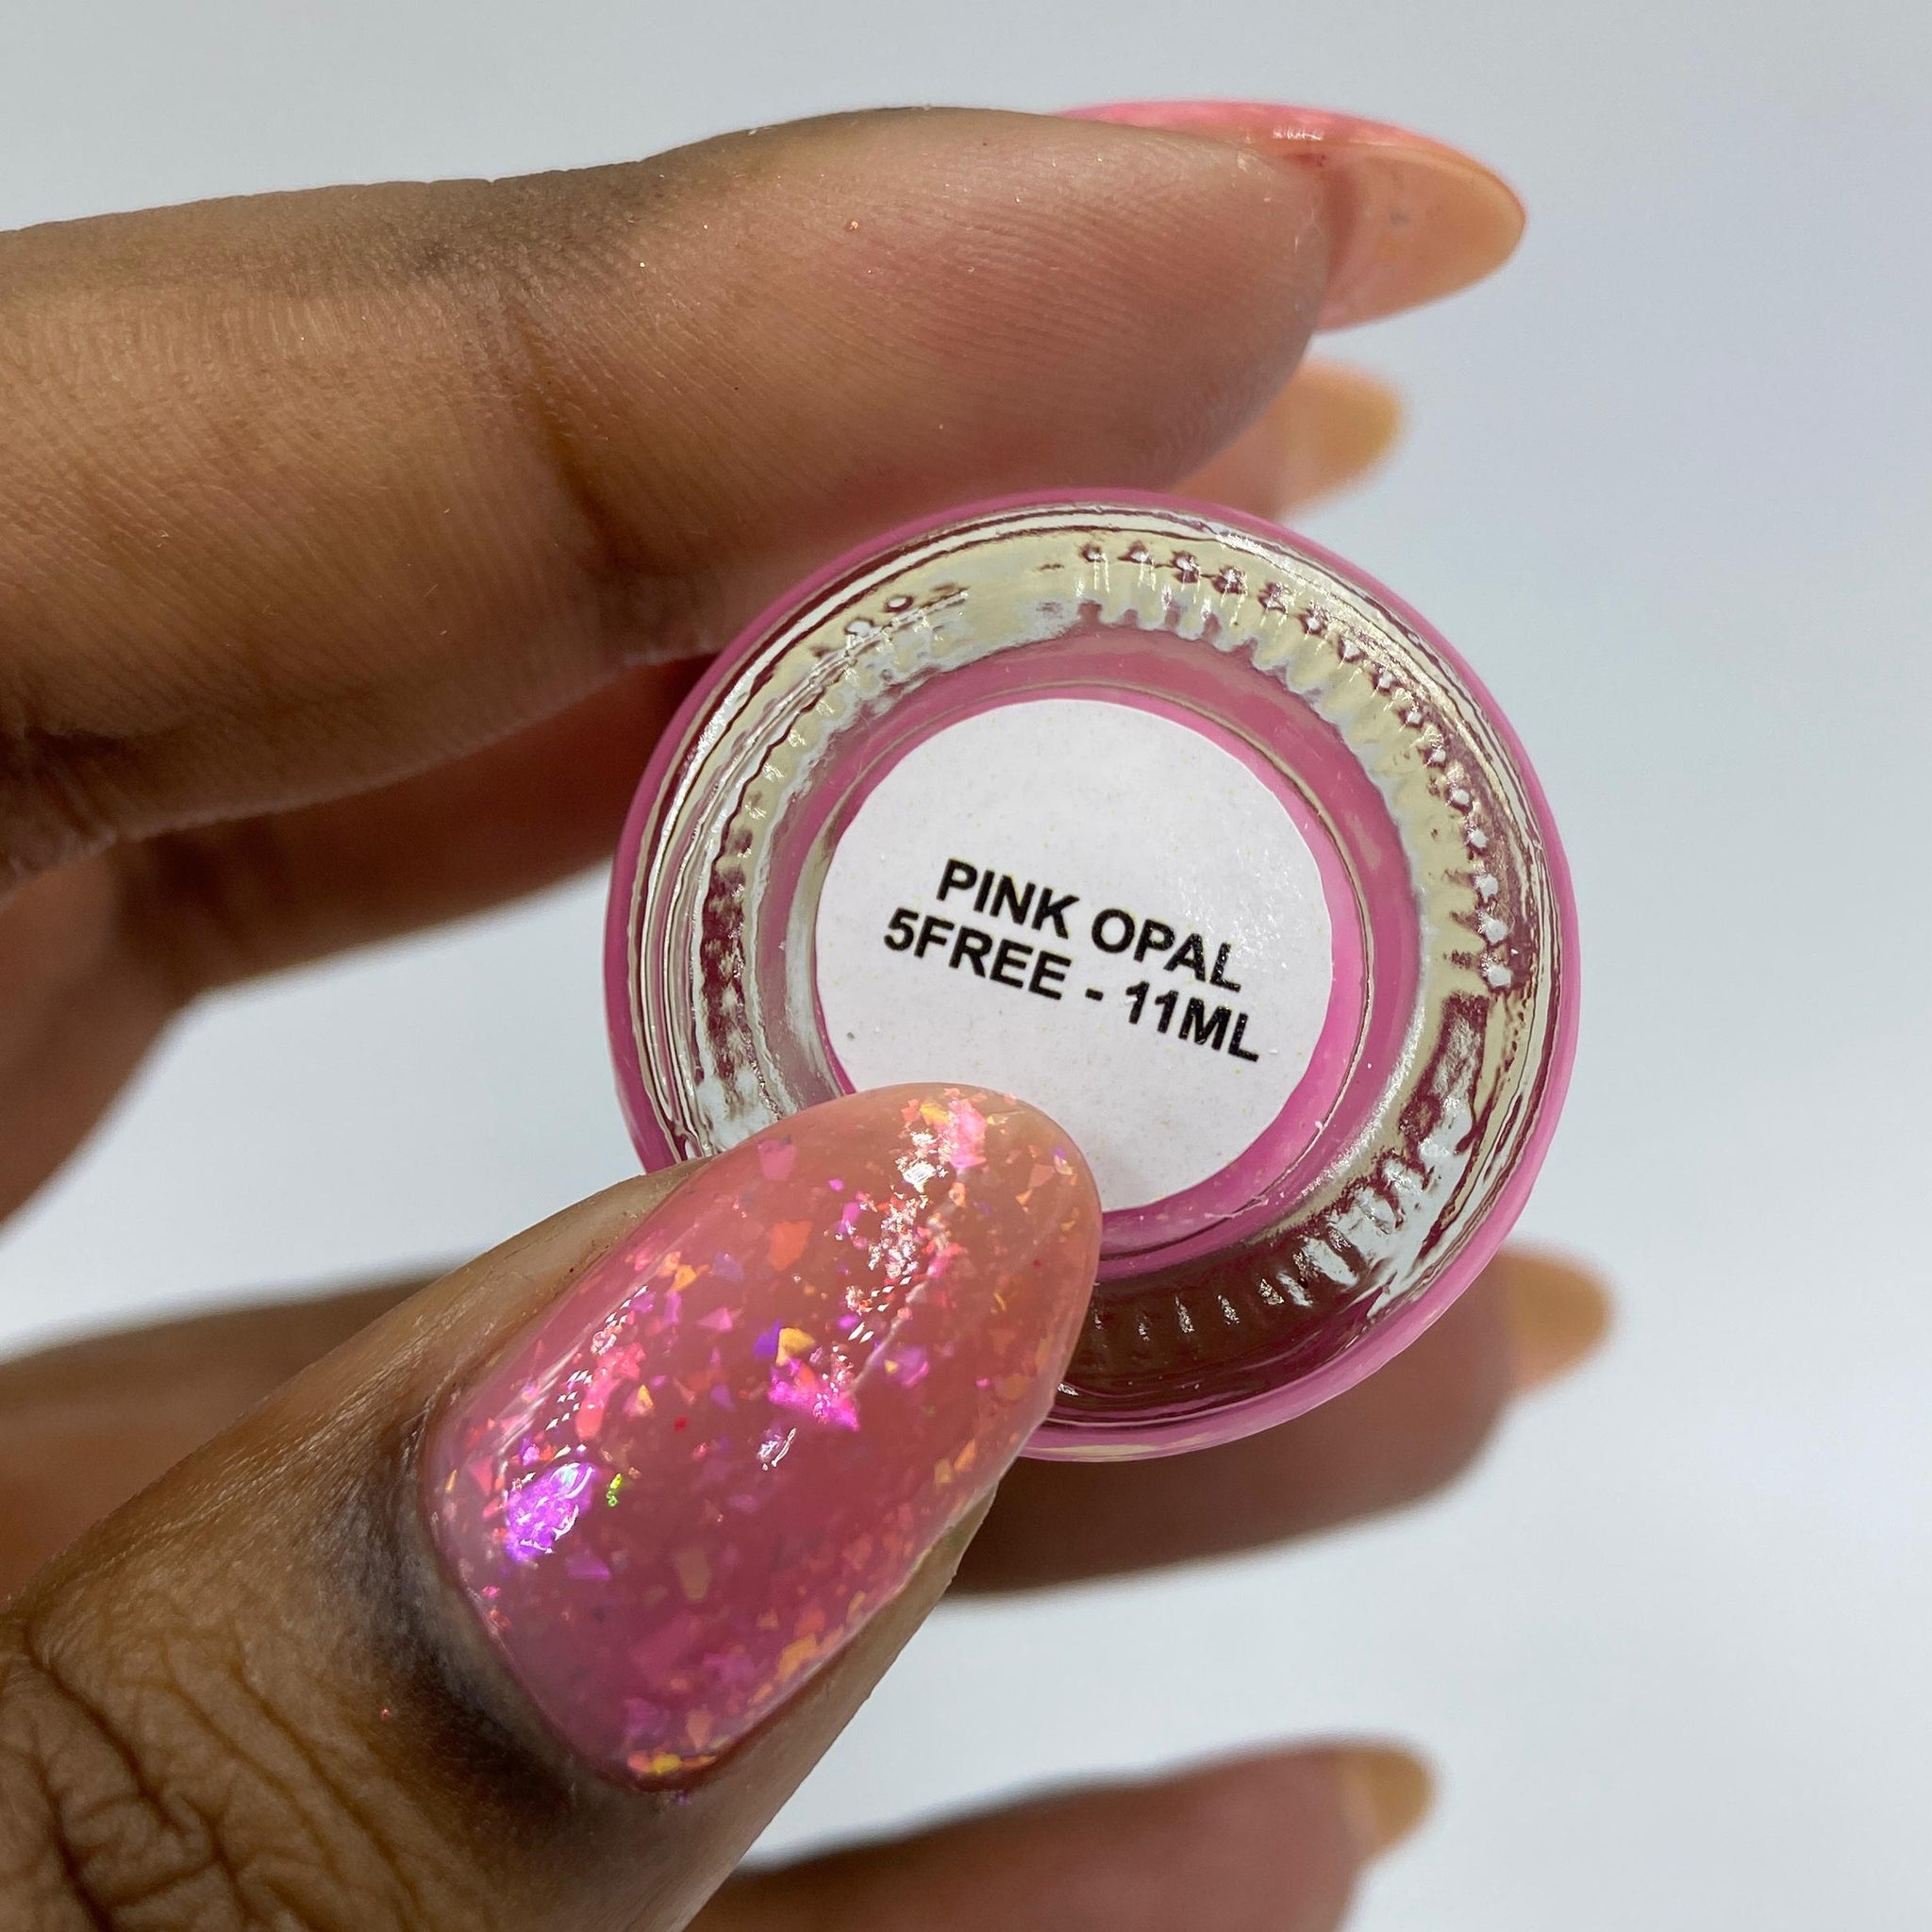 PINK OPAL
5FREE - 11ML